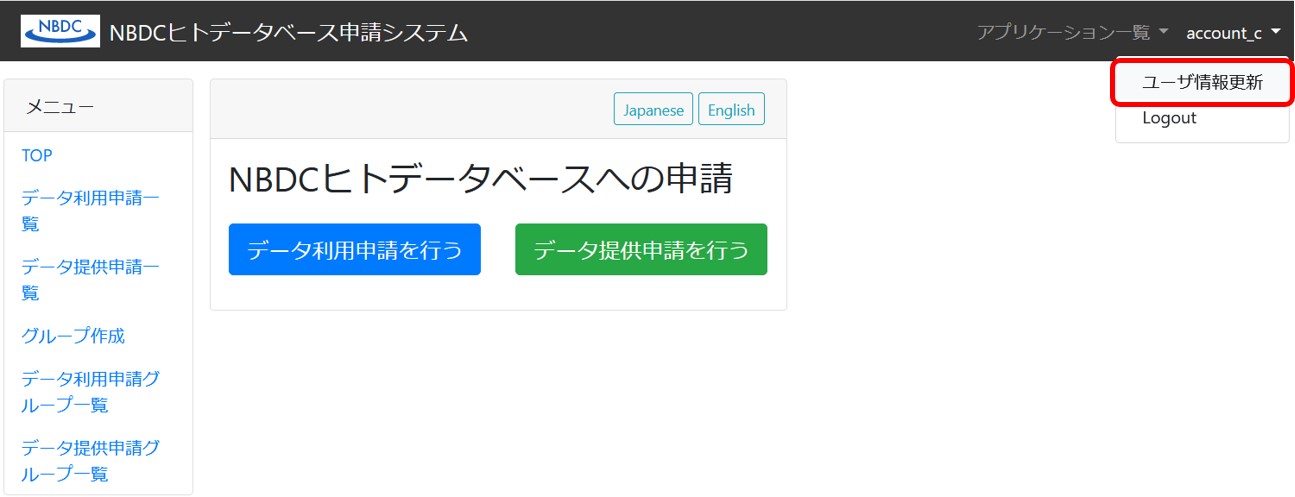 NBDC NBDCヒトデータベース申請システム アプリケーション一覧 account_c
ユーザ情報更新
Logout
メニュー
TOP
データ利用申請一
覧
データ提供申請一
覧
グループ作成
データ利用申請グ
ループ一覧
データ提供申請グ
ループ一覧
Japanese English
NBDCヒトデータベースへの申請
データ利用申請を行う データ提供申請を行う